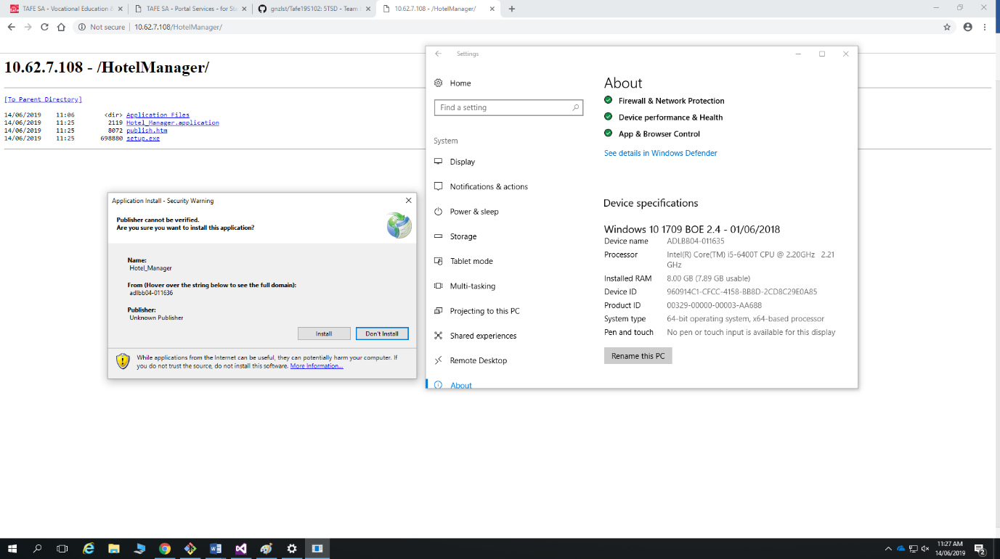 TAFE SA - Vocational Education &
TAFE SA - Portal Services - for Sta
gnzlst/Tafe19S102: 5TSD - Team
10.62.7.108 - /HotelManager/
Not secure
10.62.7.108/HotelManager/
10.62.7.108 - /HotelManager/
[To Parent Directory]
14/06/2019 11:06 <dir> Application Files
14/06/2019 11:25 2119 Hotel_Manager.application
14/06/2019 11:25 8072 publish.htm
14/06/2019 11:25 698880 setup.exe
Application Install - Security Warning
Publisher cannot be verified.
Are you sure you want to install this application?
Name:
Hotel_Manager
From (Hover over the string below to see the full domain):
adlbb04-011636
Publisher:
Unknown Publisher
Install
Don't Install
While applications from the Internet can be useful, they can potentially harm your computer. If
you do not trust the source, do not install this software. More Information...
Settings
Home
Find a setting
System
Display
Notifications & actions
Power & sleep
Storage
Tablet mode
Multi-tasking
Projecting to this PC
Shared experiences
Remote Desktop
About
About
Firewall & Network Protection
Device performance & Health
App & Browser Control
See details in Windows Defender
Device specifications
Windows 10 1709 BOE 2.4 - 01/06/2018
Device name ADLBB04-011635
Processor Intel(R) Core(TM) i5-6400T CPU @ 2.20GHz 2.21
GHz
Installed RAM 8.00 GB (7.89 GB usable)
Device ID 960914C1-CFCC-4158-BB8D-2CD8C29E0A85
Product ID 00329-00000-00003-AA688
System type 64-bit operating system, x64-based processor
Pen and touch No pen or touch input is available for this display
Rename this PC
11:27 AM
14/06/2019
2